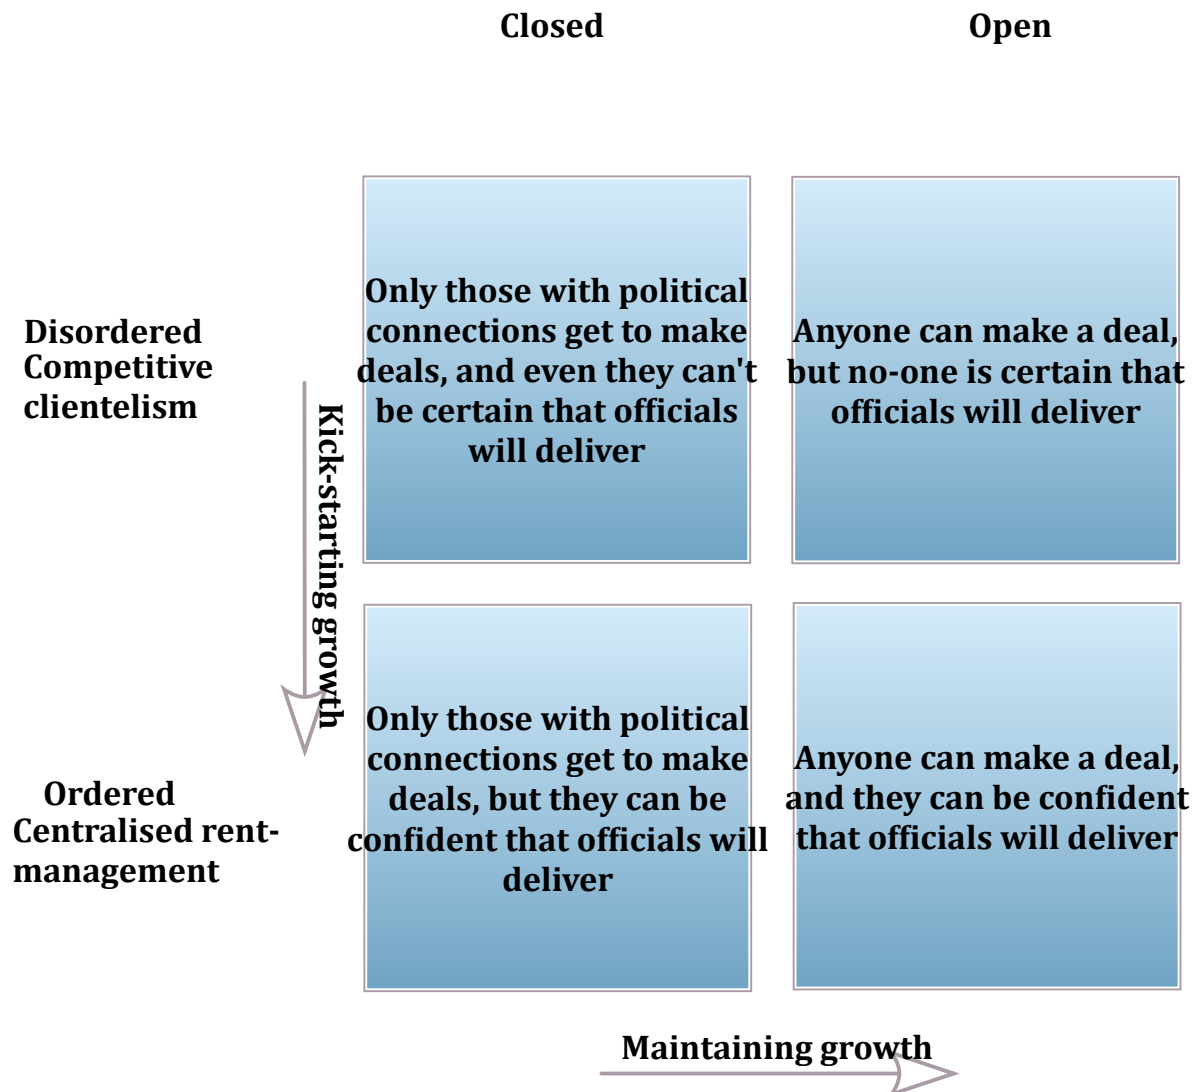 Closed
Open
Disordered
Competitive
clientelism
Only those with political
connections get to make
deals, and even they can't
be certain that officials
will deliver
Anyone can make a deal,
but no-one is certain that
officials will deliver
Kick-starting growth
Ordered
Centralised rent-
management
Only those with political
connections get to make
deals, but they can be
confident that officials will
deliver
Anyone can make a deal,
and they can be confident
that officials will deliver
Maintaining growth